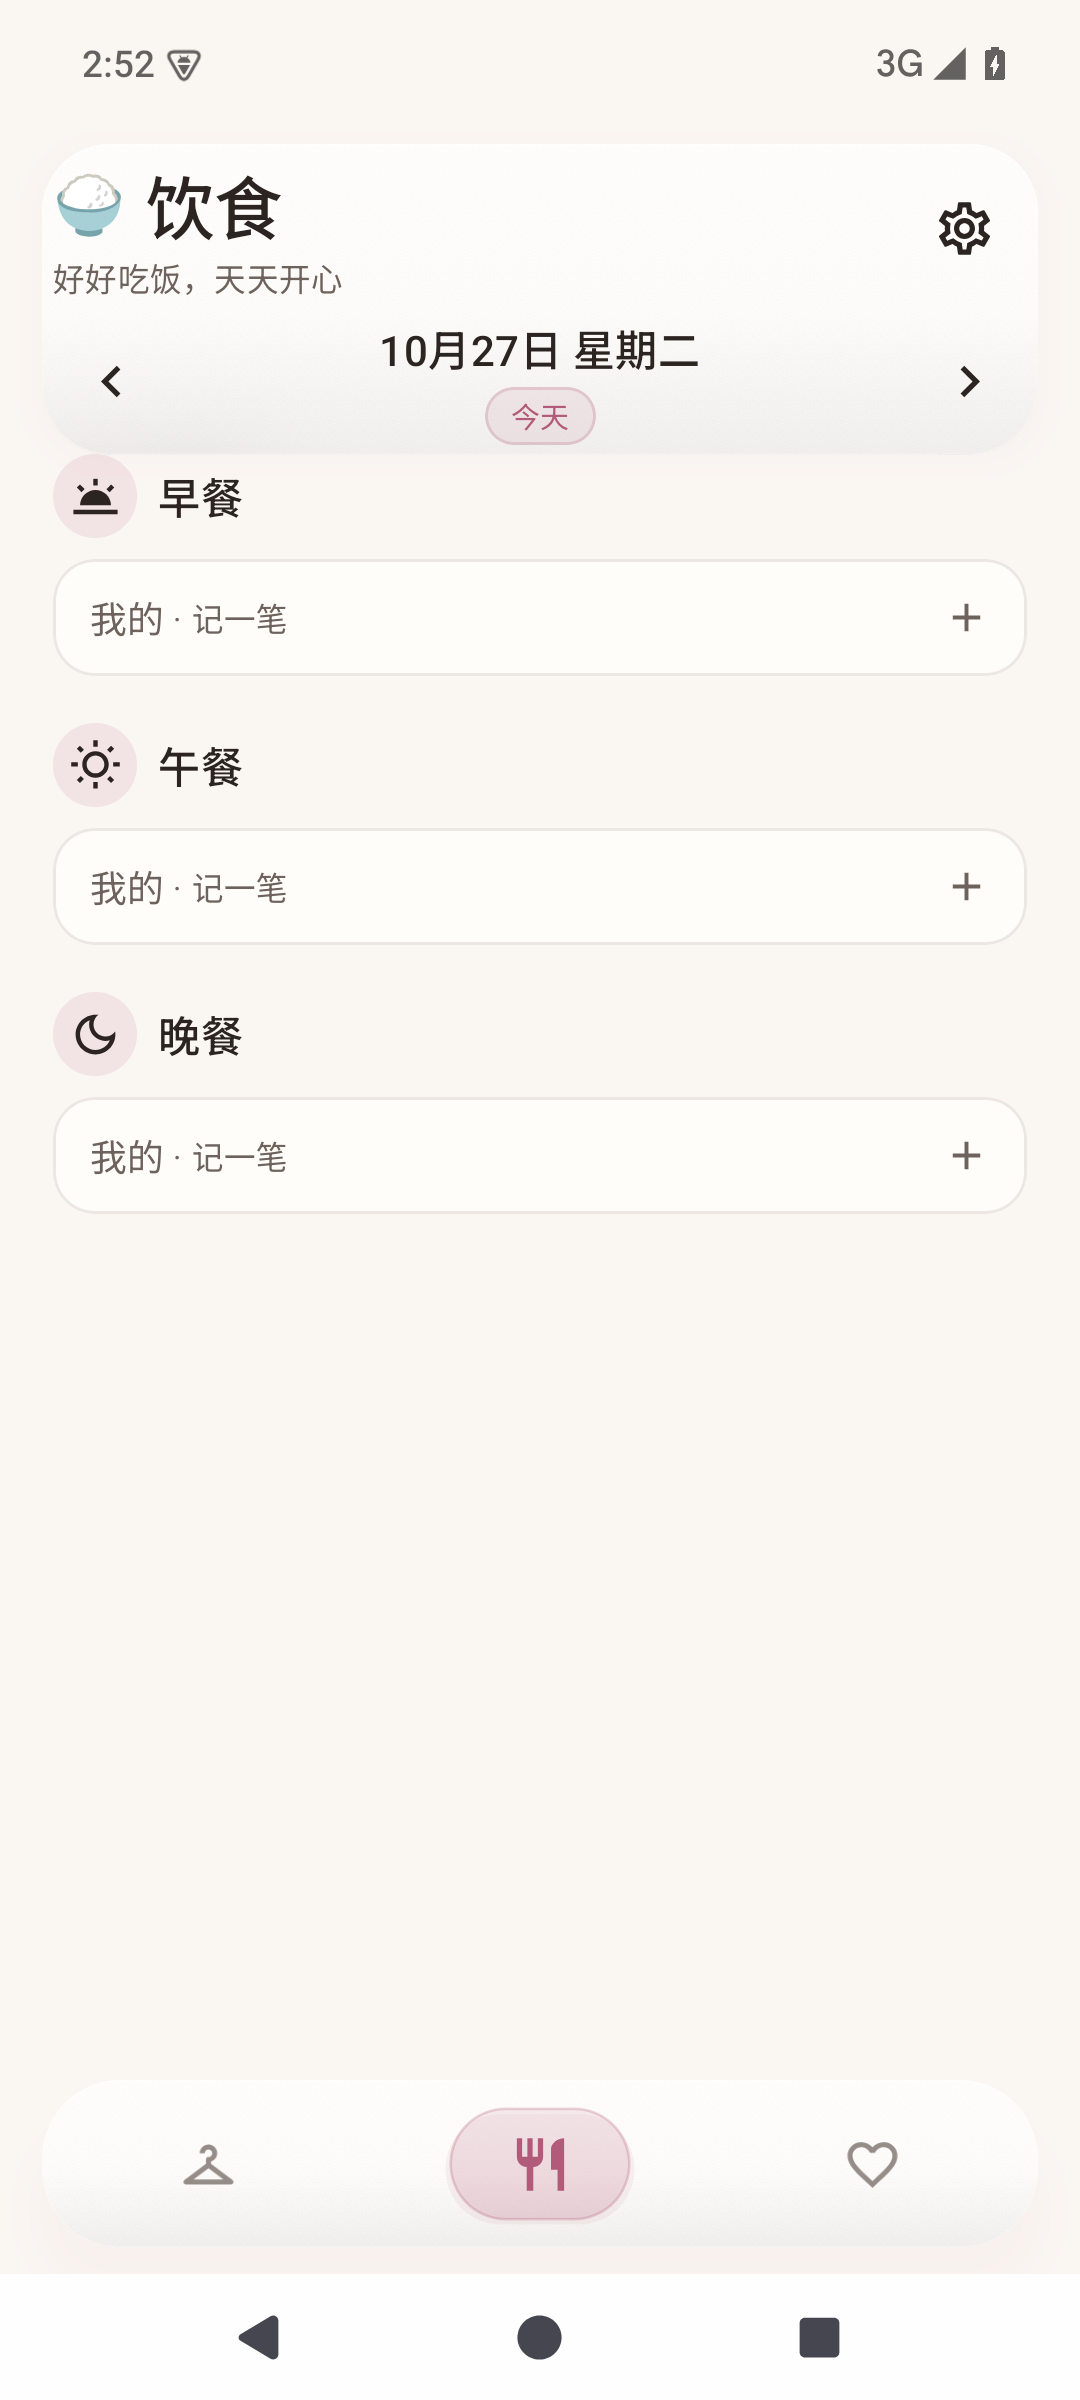 2:52
3G
饮食
好好吃饭，天天开心
10月27日 星期二
今天
早餐
我的 · 记一笔
午餐
我的 · 记一笔
晚餐
我的 · 记一笔